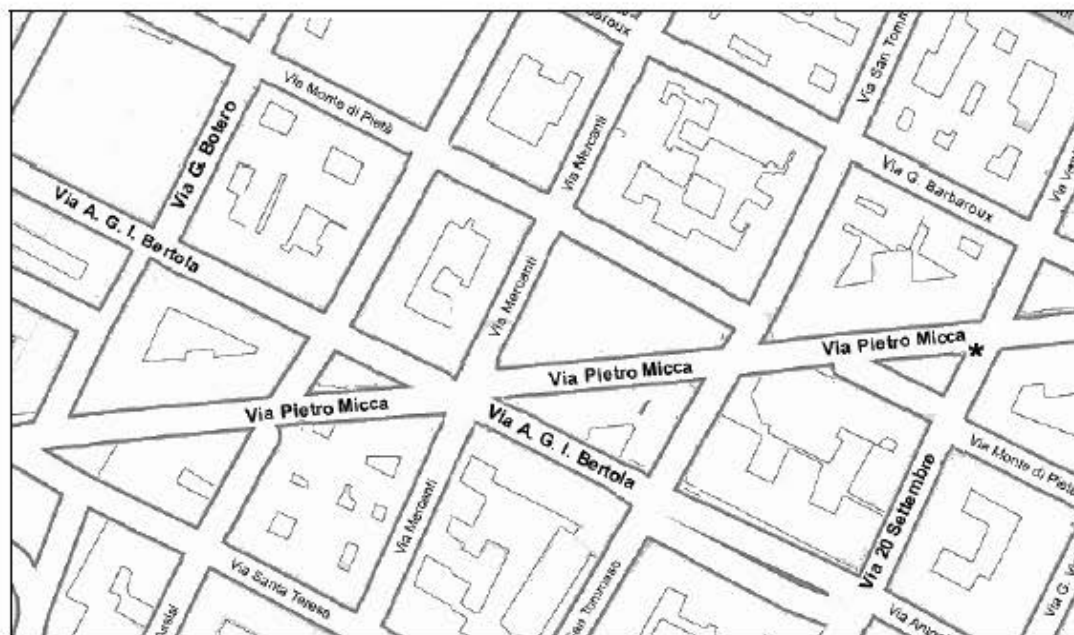 Via San Tomm
Via Monte di Pietà
Via G. Botero
Via Mercanti
Via G. Barbaroux
Via A. G. I. Bertola
Via Mercanti
Via Pietro Micca
*
Via Pietro Micca
Via Pietro Micca
Via A. G. I. Bertola
Via Monte di Pietà
Via Mercanti
Via 20 Settembre
Via Santa Teresa
San Tommaso
Via G. V